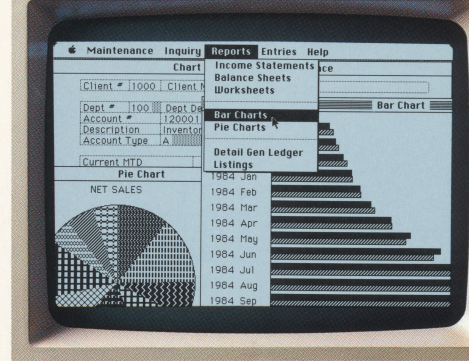 Maintenance Inquiry Reports Entries Help
Chart
nce
Income Statements
Balance Sheets
Worksheets
Bar Charts
Pie Charts
Detail Gen Ledger
Listings
Client # 1000 Client
Dept # 100 Dept De
Account # 120001
Description Inventor
Account Type A
Current MTD
Bar Chart
Pie Chart
NET SALES
1984 Jan
1984 Feb
1984 Mar
1984 Apr
1984 May
1984 Jun
1984 Jul
1984 Aug
1984 Sep